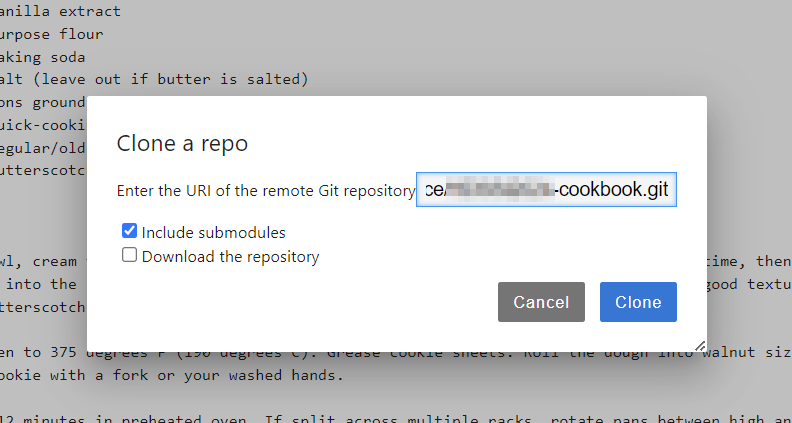 anilla extract
urpose flour
aking soda
alt (leave out if butter is salted)
ons ground
uick-cooki
egular/old
utterscotc
Clone a repo
Enter the URI of the remote Git repository ce/ -cookbook.git
Include submodules
Download the repository
wl, cream time, then
into the good textu
tterscotch
Cancel Clone
en to 375 degrees F (190 degrees C). Grease cookie sheets. Roll the dough into walnut siz
ookie with a fork or your washed hands.
12 minutes in preheated oven. If split across multiple racks, rotate pans between high an